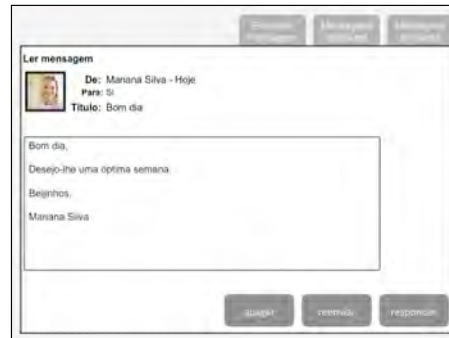 Ler mensagem
De: Mariana Silva - Hoje
Para: Si
Título: Bom dia
Bom dia,
Desejo-lhe uma óptima semana
Beijinhos,
Mariana Silva
apagar reenviar responder